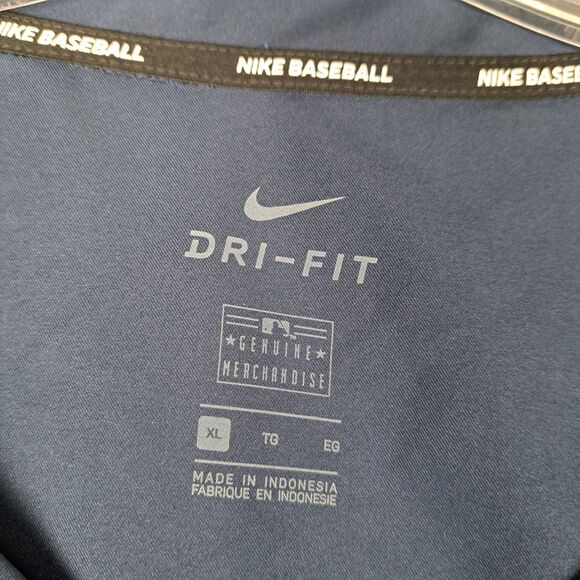 NIKE BASEBALL NIKE BASEBALL NIKE BASE
DRI-FIT
GENUINE
MERCHANDISE
XL TG EG
MADE IN INDONESIA
FABRIQUE EN INDONESIE